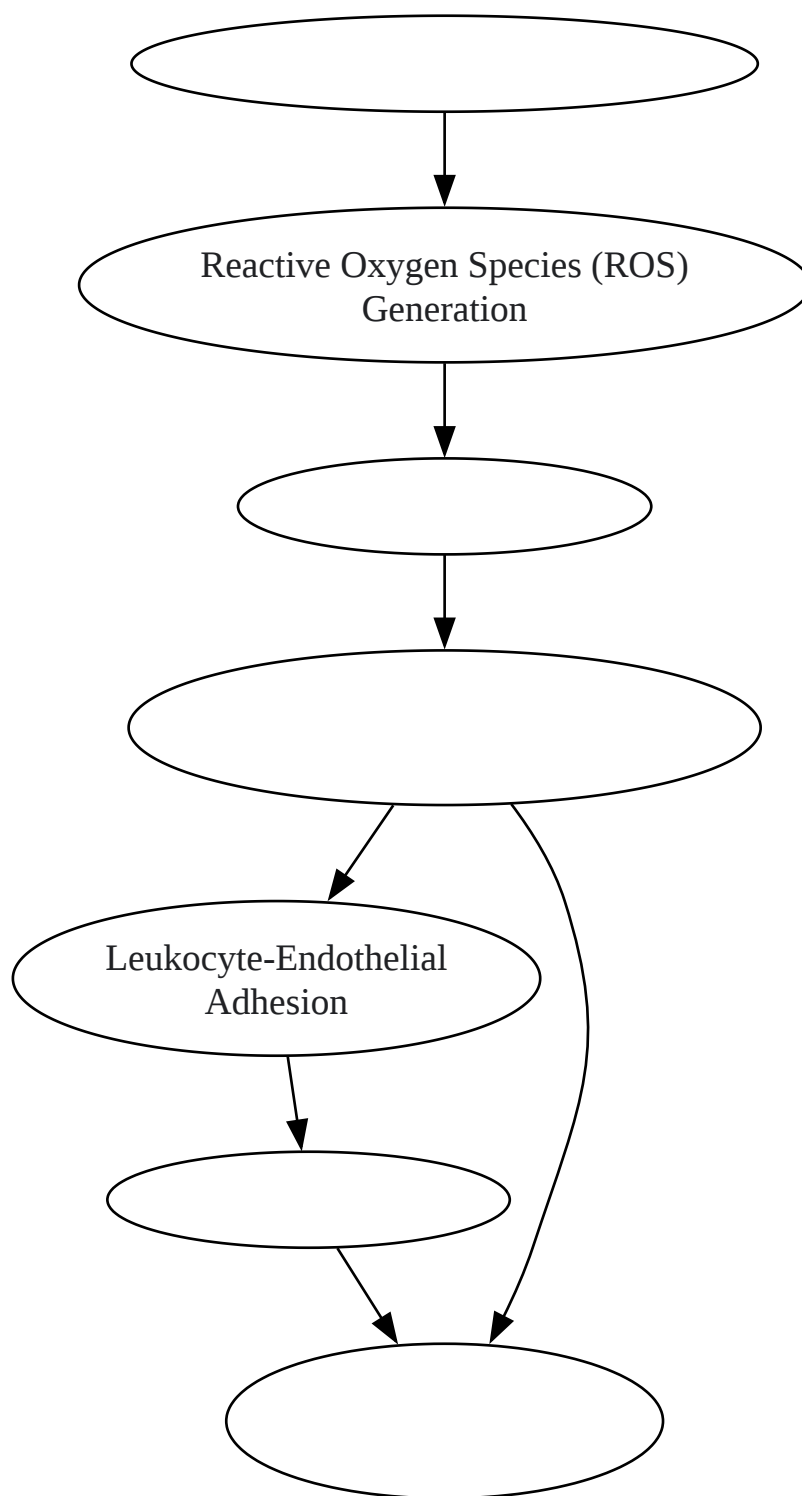 Reactive Oxygen Species (ROS)
Generation
Leukocyte-Endothelial
Adhesion